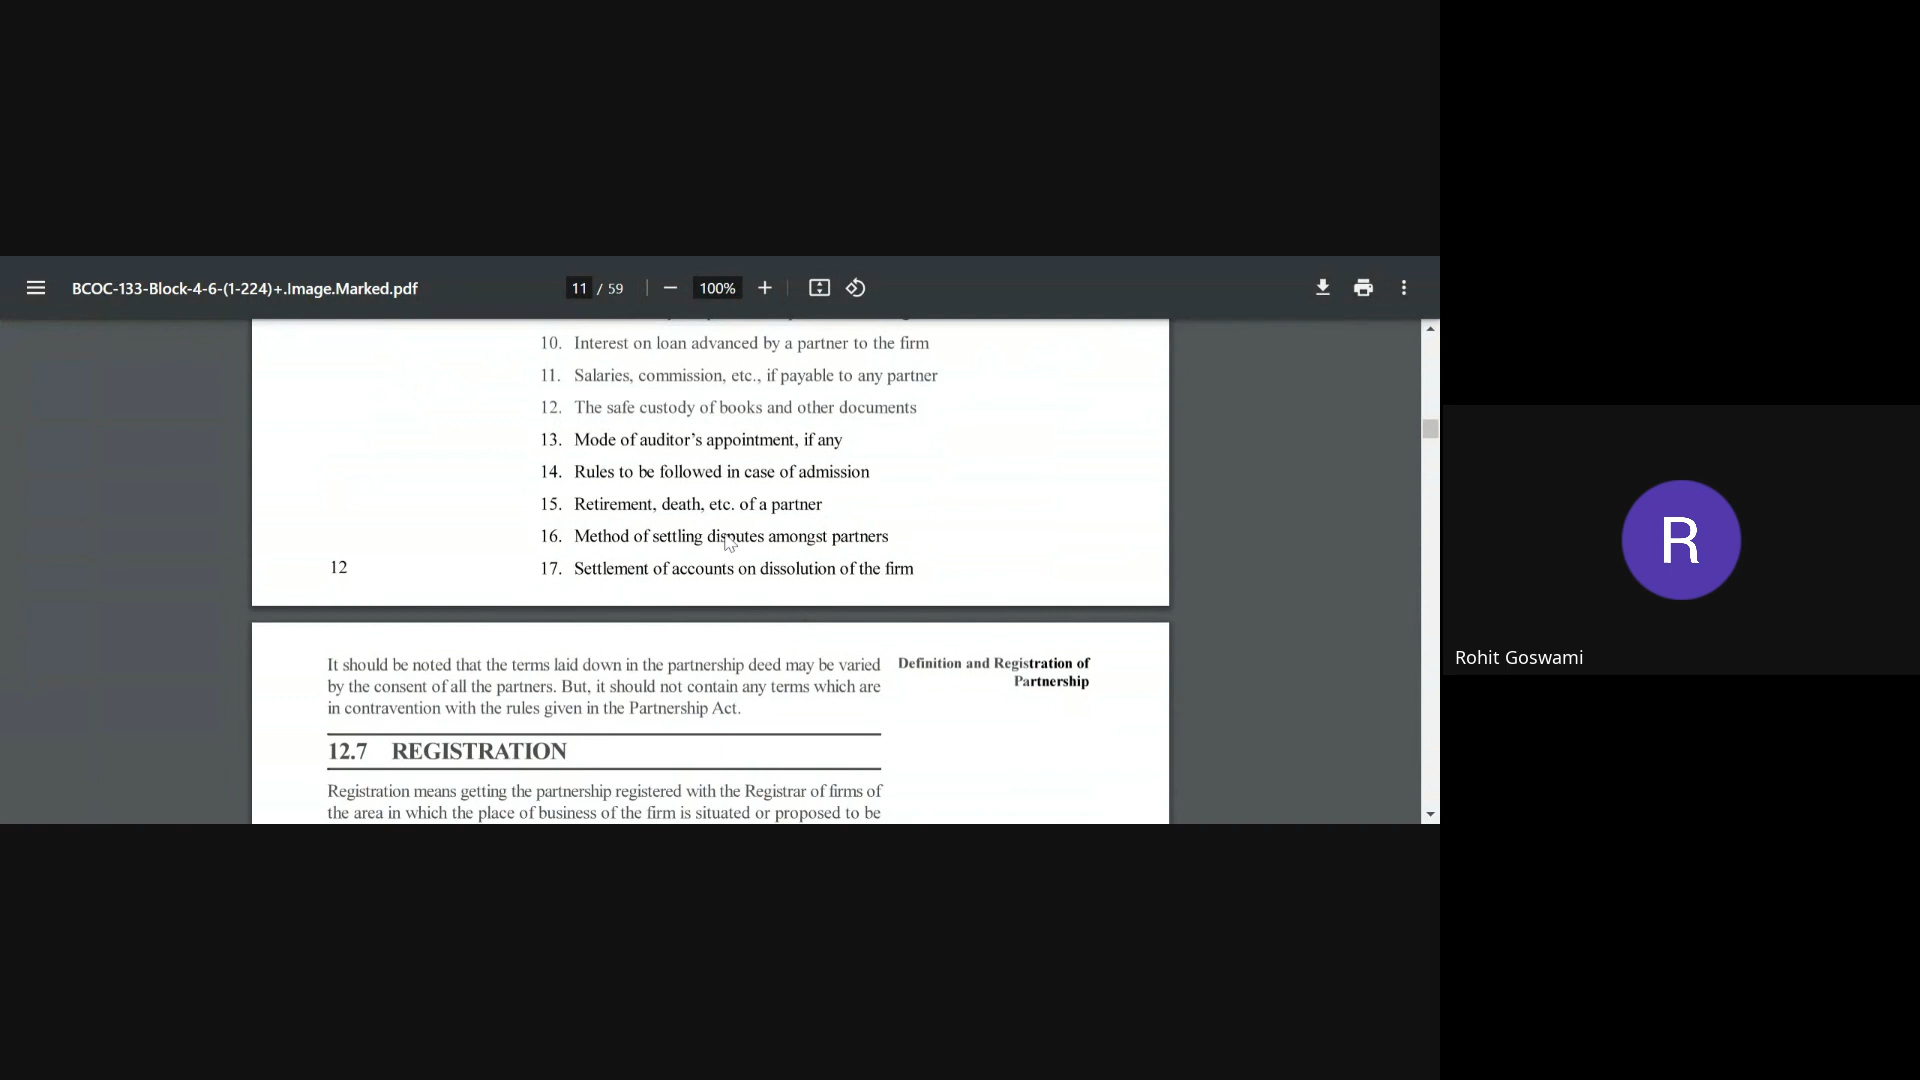 BCOC-133-Block-4-6-(1-224)+.Image.Marked.pdf
11 / 59
100%
10. Interest on loan advanced by a partner to the firm
11. Salaries, commission, etc., if payable to any partner
12. The safe custody of books and other documents
13. Mode of auditor's appointment, if any
14. Rules to be followed in case of admission
15. Retirement, death, etc. of a partner
16. Method of settling disputes amongst partners
12
17. Settlement of accounts on dissolution of the firm
It should be noted that the terms laid down in the partnership deed may be varied
by the consent of all the partners. But, it should not contain any terms which are
in contravention with the rules given in the Partnership Act.
Definition and Registration of
Partnership
12.7 REGISTRATION
Registration means getting the partnership registered with the Registrar of firms of
the area in which the place of business of the firm is situated or proposed to be
R
Rohit Goswami